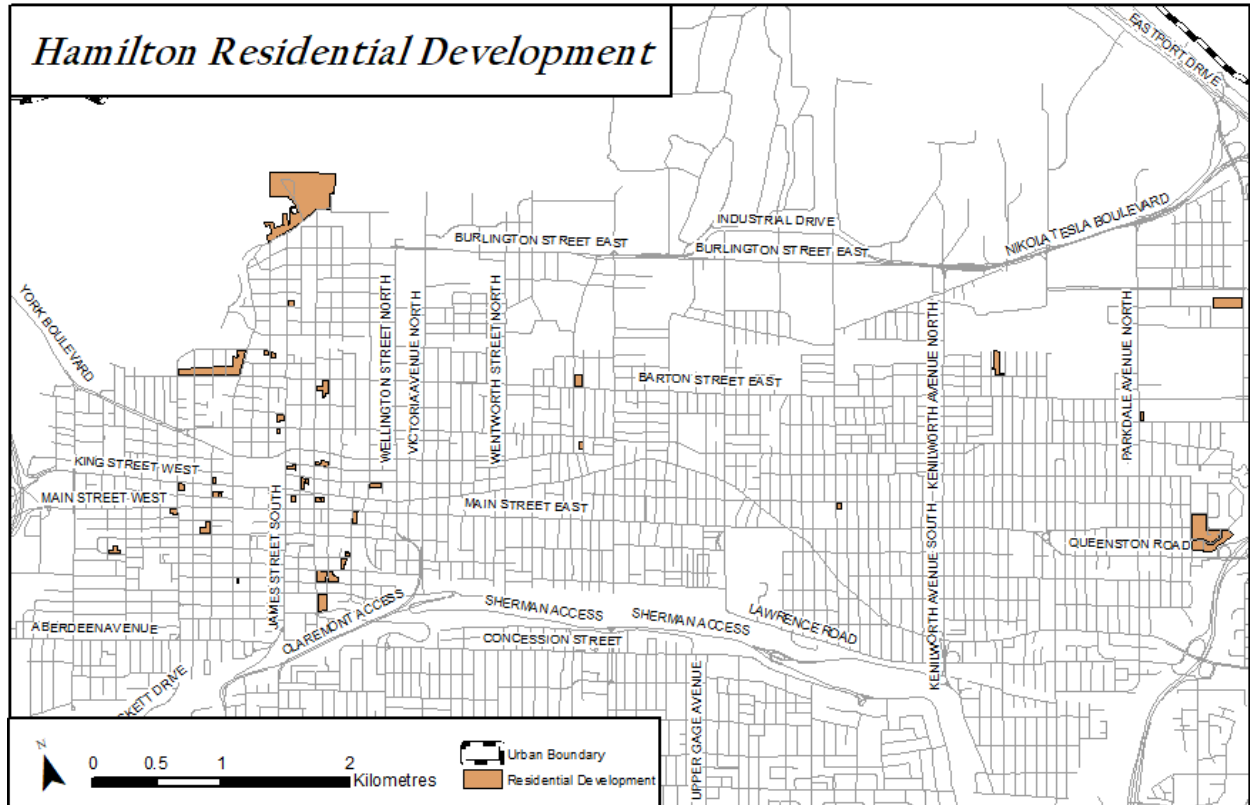 Hamilton Residential Development
EASTPORT DRIVE
INDUSTRIAL DRIVE
NIKOLA TESLA BOULEVARD
BURLINGTON STREET EAST
BURLINGTON STREET EAST
YORK BOULEVARD
WELLINGTON STREET NORTH
VICTORIA AVENUE NORTH
WENTWORTH STREET NORTH
KENILWORTH AVENUE NORTH
PARKDALE AVENUE NORTH
BARTON STREET EAST
KING STREET WEST
MAIN STREET WEST
MAIN STREET EAST
JAMES STREET SOUTH
QUEENSTON ROAD
KENILWORTH AVENUE SOUTH
ABERDEEN AVENUE
CLAREMONT ACCESS
SHERMAN ACCESS
SHERMAN ACCESS
LAWRENCE ROAD
CONCESSION STREET
CKETT DRIVE
UPPER GAGE AVENUE
N
0 0.5 1 2
Kilometres
Urban Boundary
Residential Development